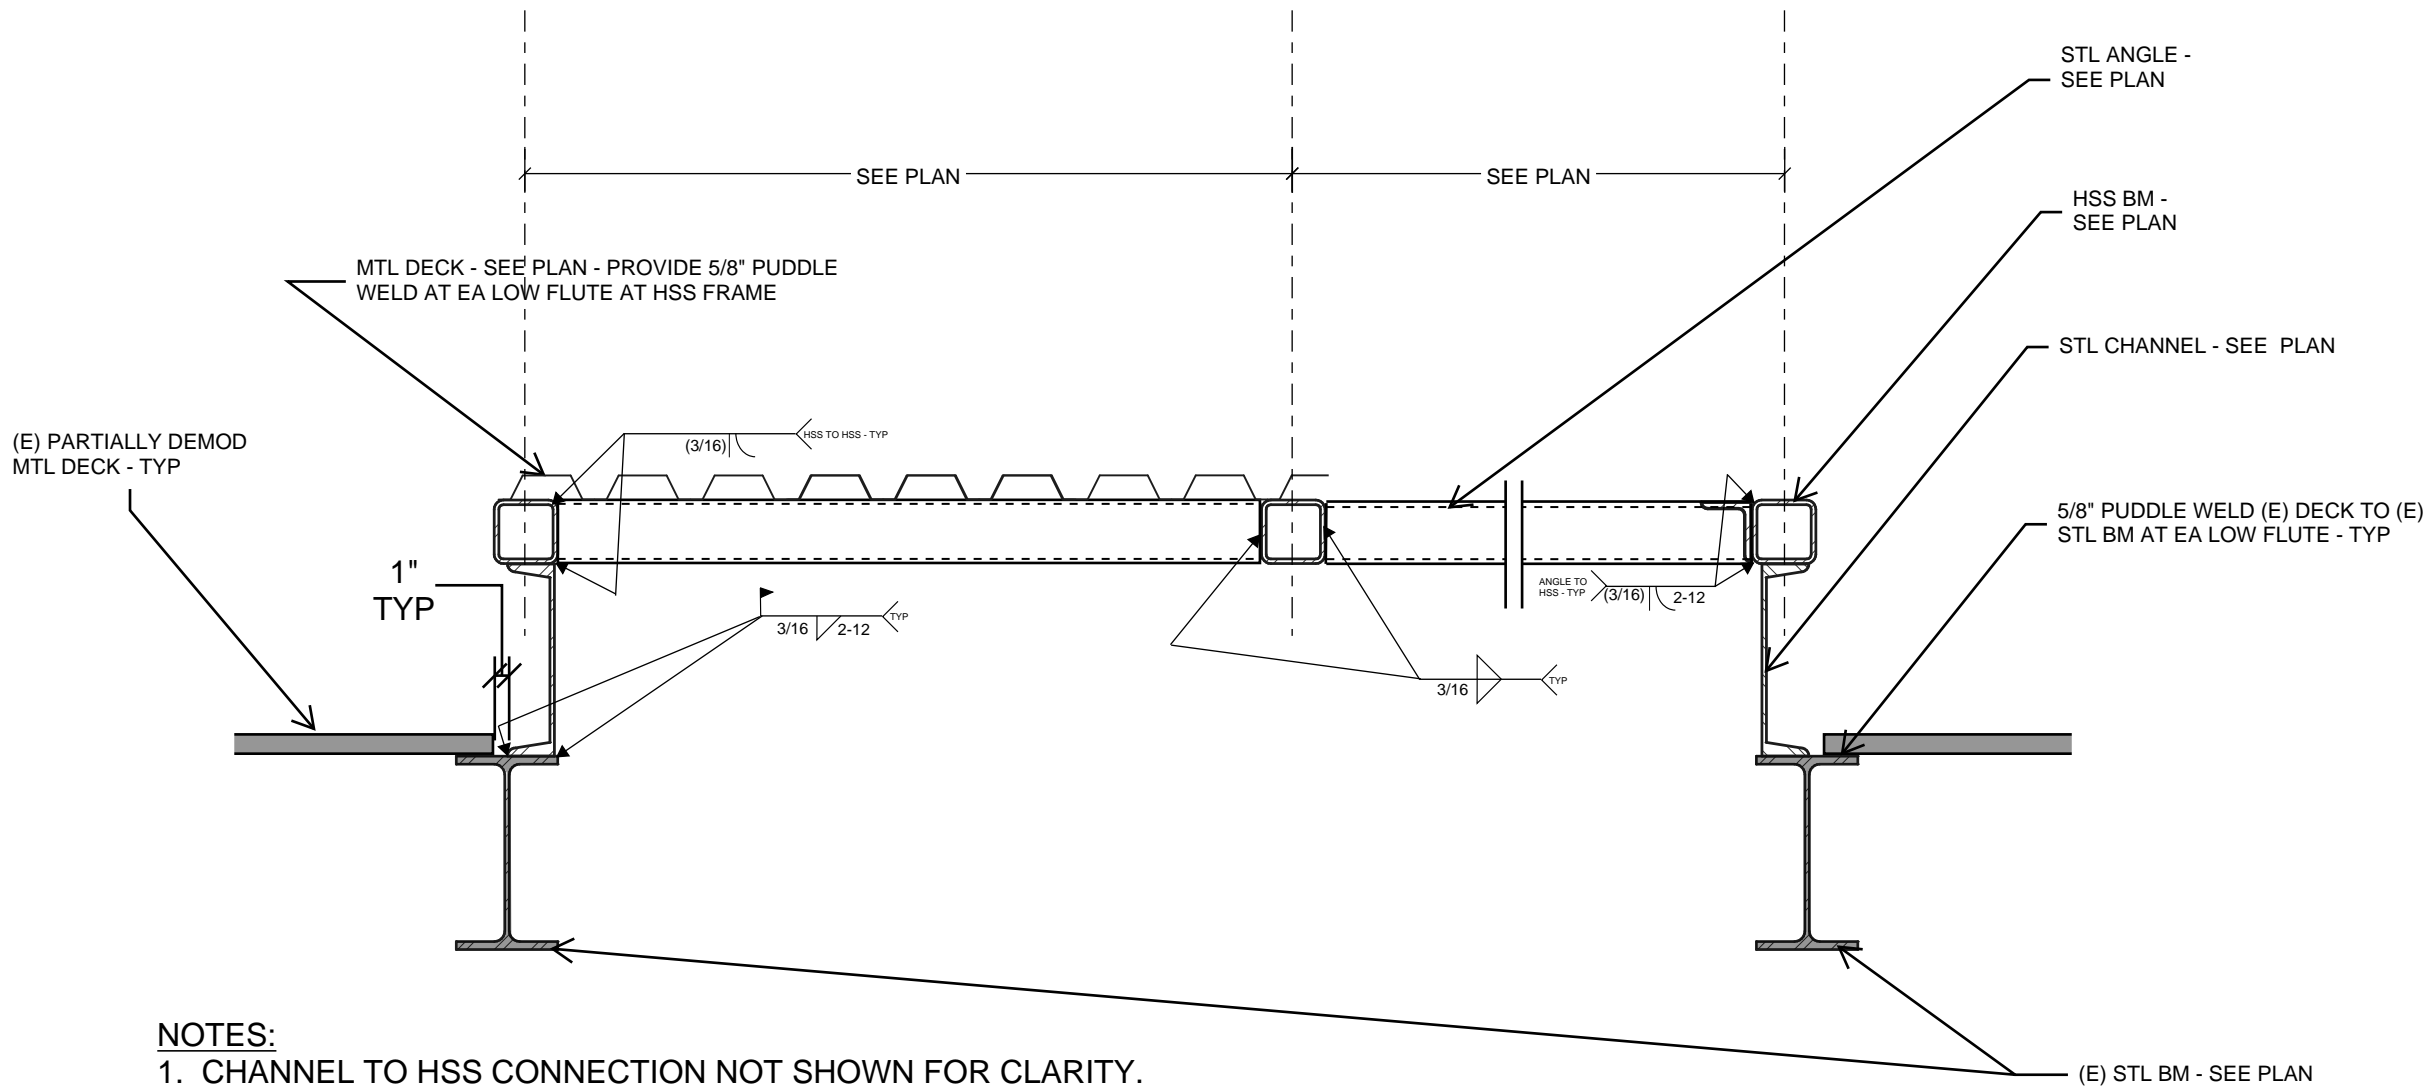 STL ANGLE -
SEE PLAN
SEE PLAN
SEE PLAN
HSS BM -
SEE PLAN
MTL DECK - SEE PLAN - PROVIDE 5/8" PUDDLE
WELD AT EA LOW FLUTE AT HSS FRAME
STL CHANNEL - SEE  PLAN
(E) PARTIALLY DEMOD
MTL DECK - TYP
(3/16)
HSS TO HSS - TYP
5/8" PUDDLE WELD (E) DECK TO (E)
STL BM AT EA LOW FLUTE - TYP
1"
TYP
3/16
2-12
TYP
ANGLE TO
HSS - TYP
(3/16)
2-12
3/16
TYP
NOTES:
1.  CHANNEL TO HSS CONNECTION NOT SHOWN FOR CLARITY.
(E) STL BM - SEE PLAN